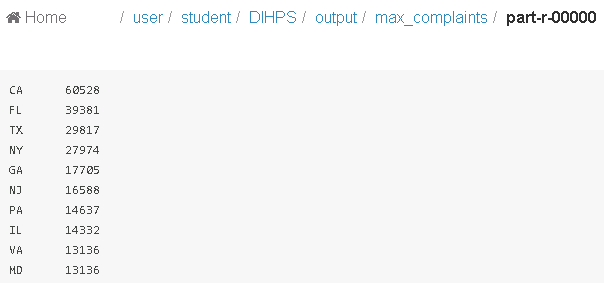 Home / user / student / DIHPS / output / max_complaints / part-r-00000
CA 60528
FL 39381
TX 29817
NY 27974
GA 17705
NJ 16588
PA 14637
IL 14332
VA 13136
MD 13136